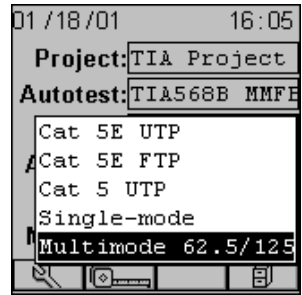 01/18/01 16:05
Project: TIA Project
Autotest: TIA568B MMF
Cat 5E UTP
Cat 5E FTP
Cat 5 UTP
Single-mode
Multimode 62.5/125